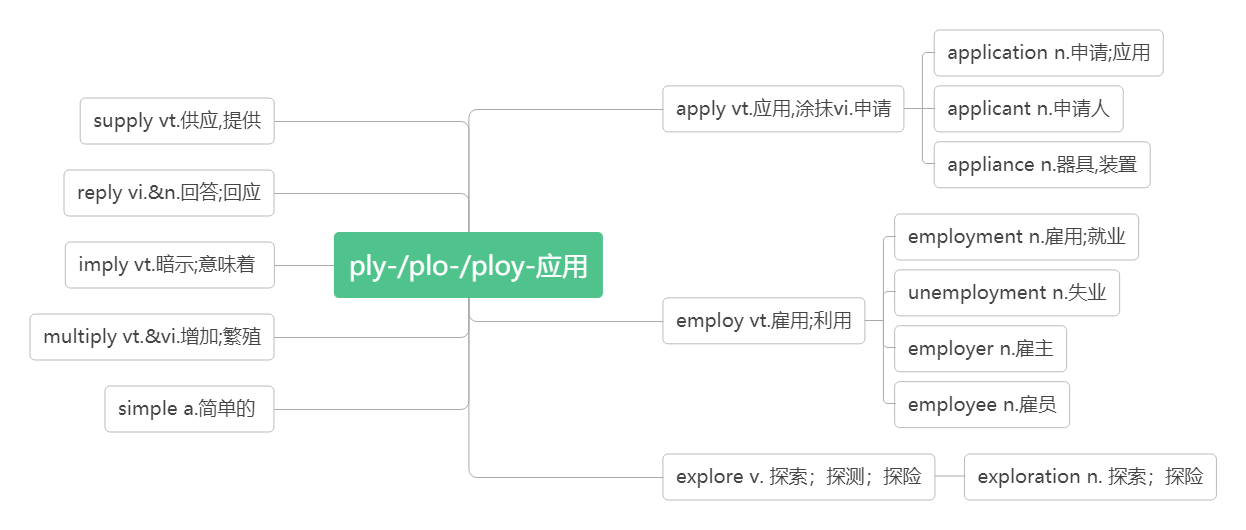 ply-/plo-/ploy-应用
apply vt.应用,涂抹vi.申请
application n.申请;应用
applicant n.申请人
appliance n.器具,装置
employ vt.雇用;利用
employment n.雇用;就业
unemployment n.失业
employer n.雇主
employee n.雇员
explore v. 探索；探测；探险
exploration n. 探索；探险
supply vt.供应,提供
reply vi.&n.回答;回应
imply vt.暗示;意味着
multiply vt.&vi.增加;繁殖
simple a.简单的